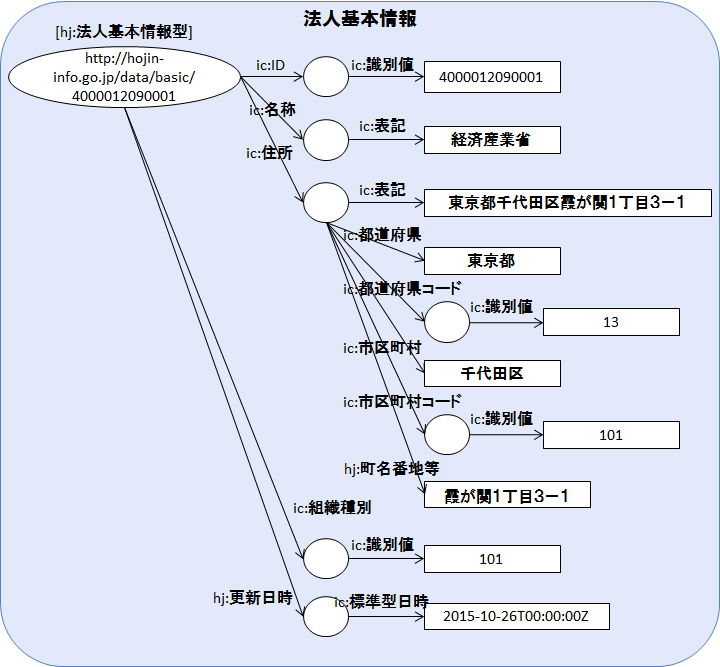 法人基本情報
[hj:法人基本情報型]
http://hojin-
info.go.jp/data/basic/
4000012090001
ic:ID
ic:識別値
4000012090001
ic:名称
ic:表記
経済産業省
ic:住所
ic:表記
東京都千代田区霞が関1丁目3－1
ic:都道府県
東京都
ic:都道府県コード
ic:識別値
13
ic:市区町村
千代田区
ic:市区町村コード
ic:識別値
101
hj:町名番地等
霞が関1丁目3－1
ic:組織種別
ic:識別値
101
hj:更新日時
ic:標準型日時
2015-10-26T00:00:00Z